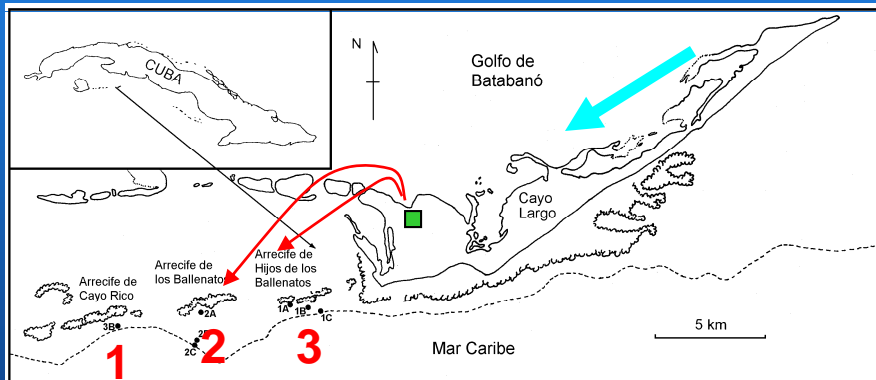 CUBA
N
Golfo de
Batabanó
Cayo
Largo
Arrecife de
Hijos de los
Ballenatos
Arrecife de
los Ballenatos
Arrecife de
Cayo Rico
2A
1A
1B
1C
3B
2C
1
2
3
5 km
Mar Caribe